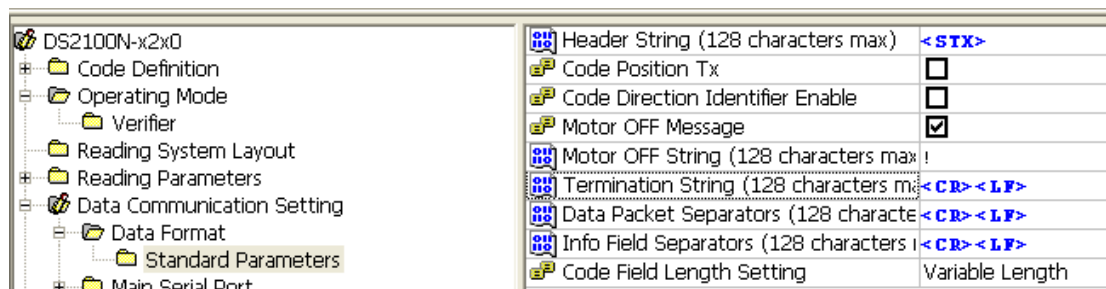 DS2100N-x2x0
Code Definition
Operating Mode
Verifier
Reading System Layout
Reading Parameters
Data Communication Setting
Data Format
Standard Parameters
Main Serial Port
Header String (128 characters max) <STX>
Code Position Tx
Code Direction Identifier Enable
Motor OFF Message
Motor OFF String (128 characters max !
Termination String (128 characters ma <CR><LF>
Data Packet Separators (128 characte <CR><LF>
Info Field Separators (128 characters <CR><LF>
Code Field Length Setting Variable Length